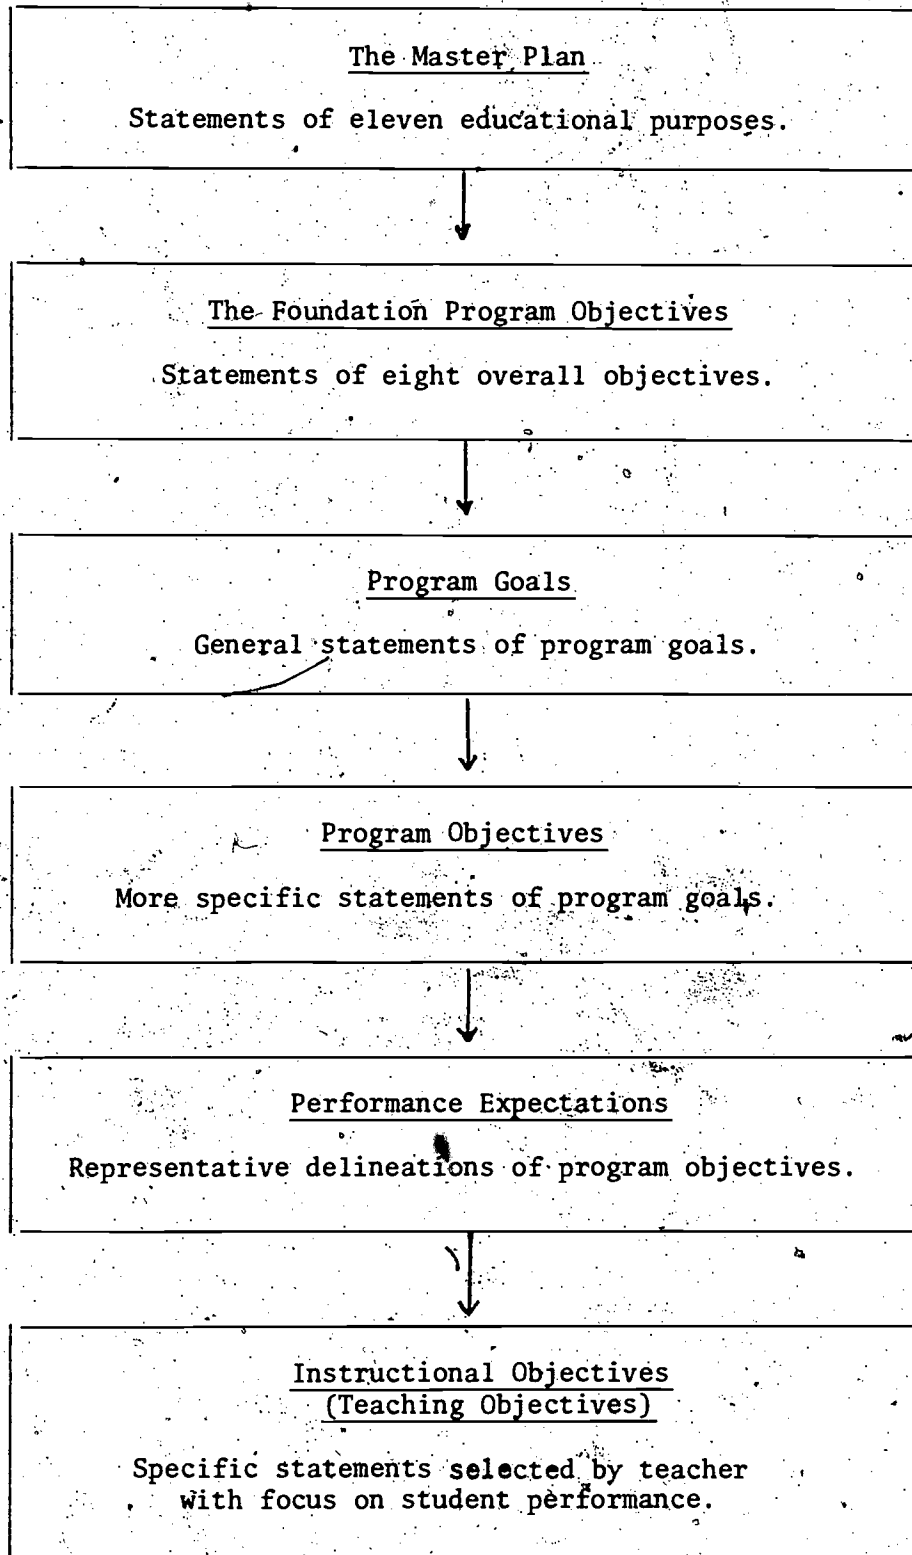 The Master Plan
Statements of eleven educational purposes.
The Foundation Program Objectives
Statements of eight overall objectives.
Program Goals
General statements of program goals.
Program Objectives
More specific statements of program goals.
Performance Expectations
Representative delineations of program objectives.
Instructional Objectives
(Teaching Objectives)
Specific statements selected by teacher
with focus on student performance.